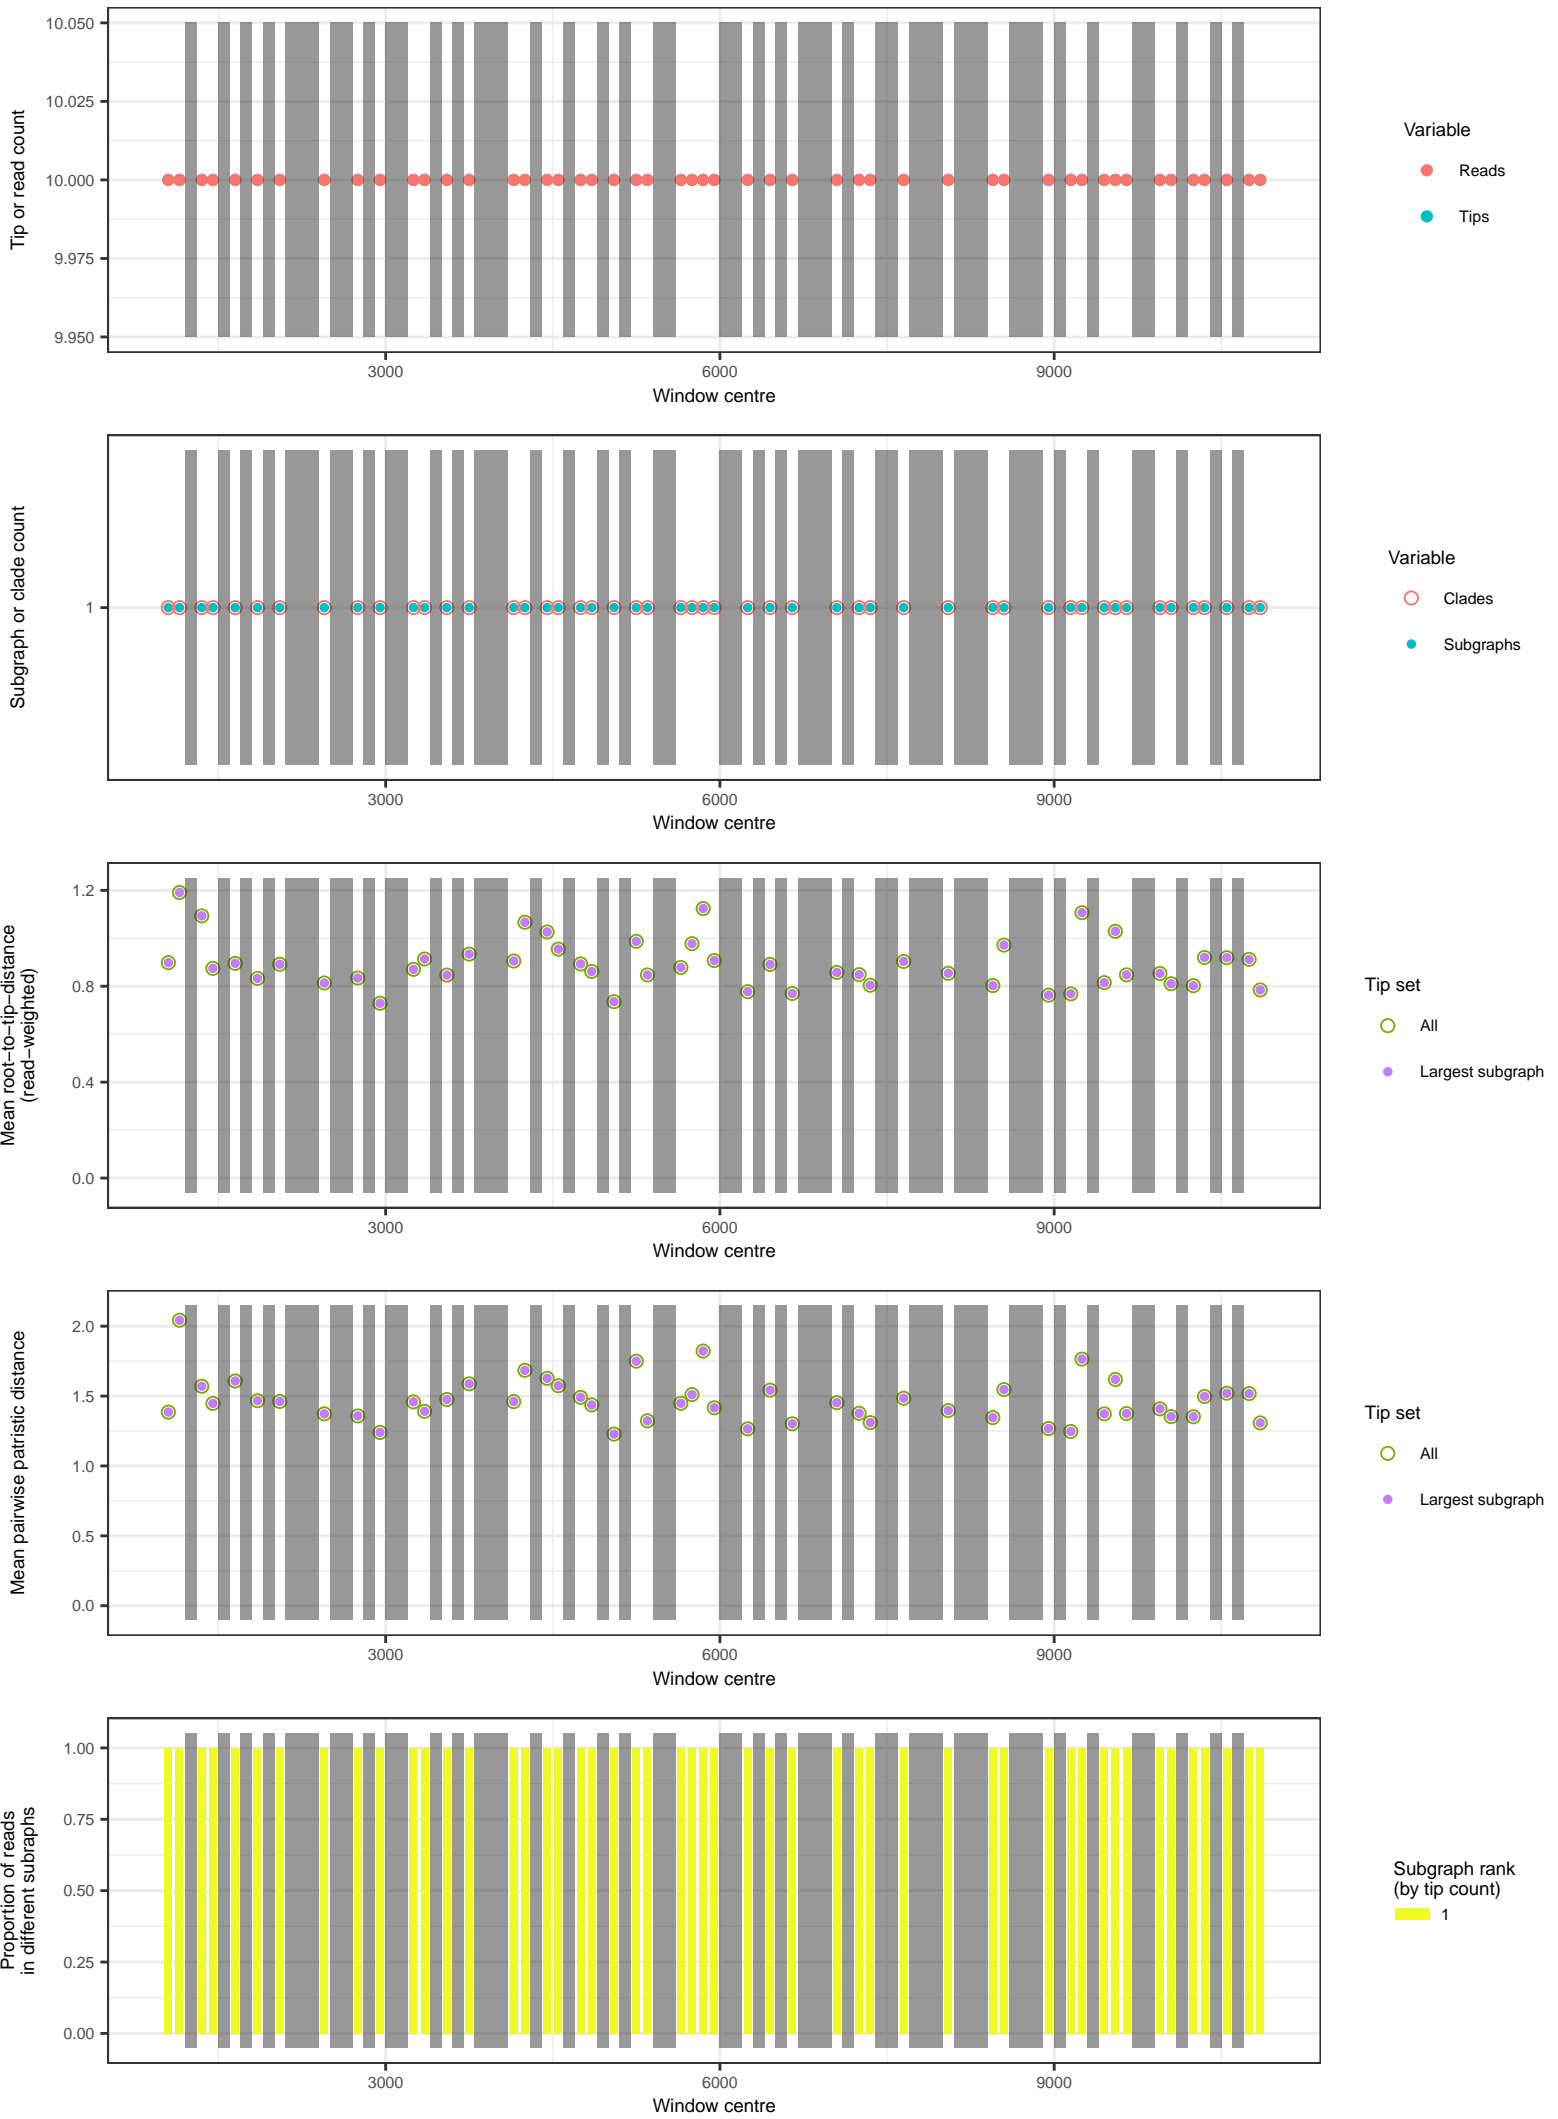 Tip or read count
10.050
10.025
10.000
9.975
9.950
3000
6000
9000
Window centre
Variable
Reads
Tips
Subgraph or clade count
1
3000
6000
9000
Window centre
Variable
Clades
Subgraphs
Mean root−to−tip−distance
(read−weighted)
1.2
0.8
0.4
0.0
3000
6000
9000
Window centre
Tip set
All
Largest subgraph
Mean pairwise patristic distance
2.0
1.5
1.0
0.5
0.0
3000
6000
9000
Window centre
Tip set
All
Largest subgraph
Proportion of reads
in different subraphs
1.00
0.75
0.50
0.25
0.00
3000
6000
9000
Window centre
Subgraph rank
(by tip count)
1